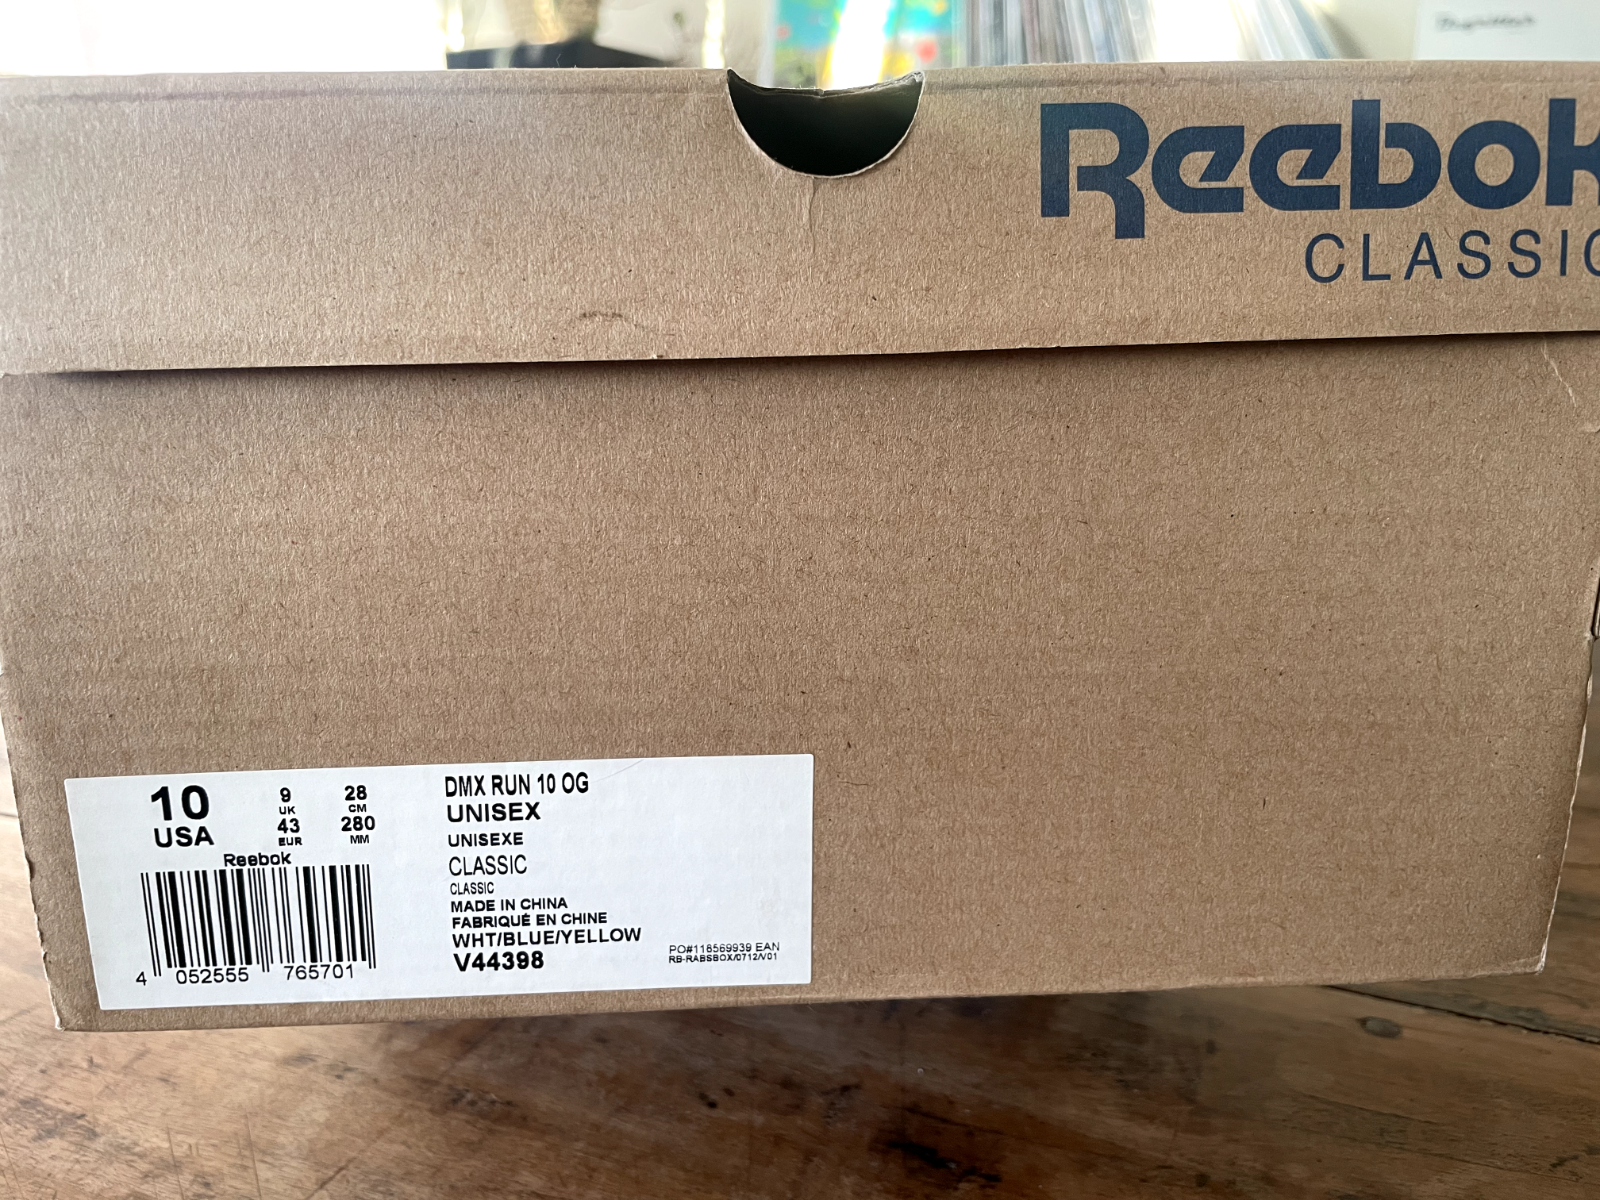 Reebok
CLASSIC
10
USA
9
UK
43
EUR
28
CM
280
MM
Reebok
4 052555 765701
DMX RUN 10 OG
UNISEX
UNISEXE
CLASSIC
CLASSIC
MADE IN CHINA
FABRIQUÉ EN CHINE
WHT/BLUE/YELLOW
V44398
PO#118569939 EAN
RB-RABSBOX/0712/V01